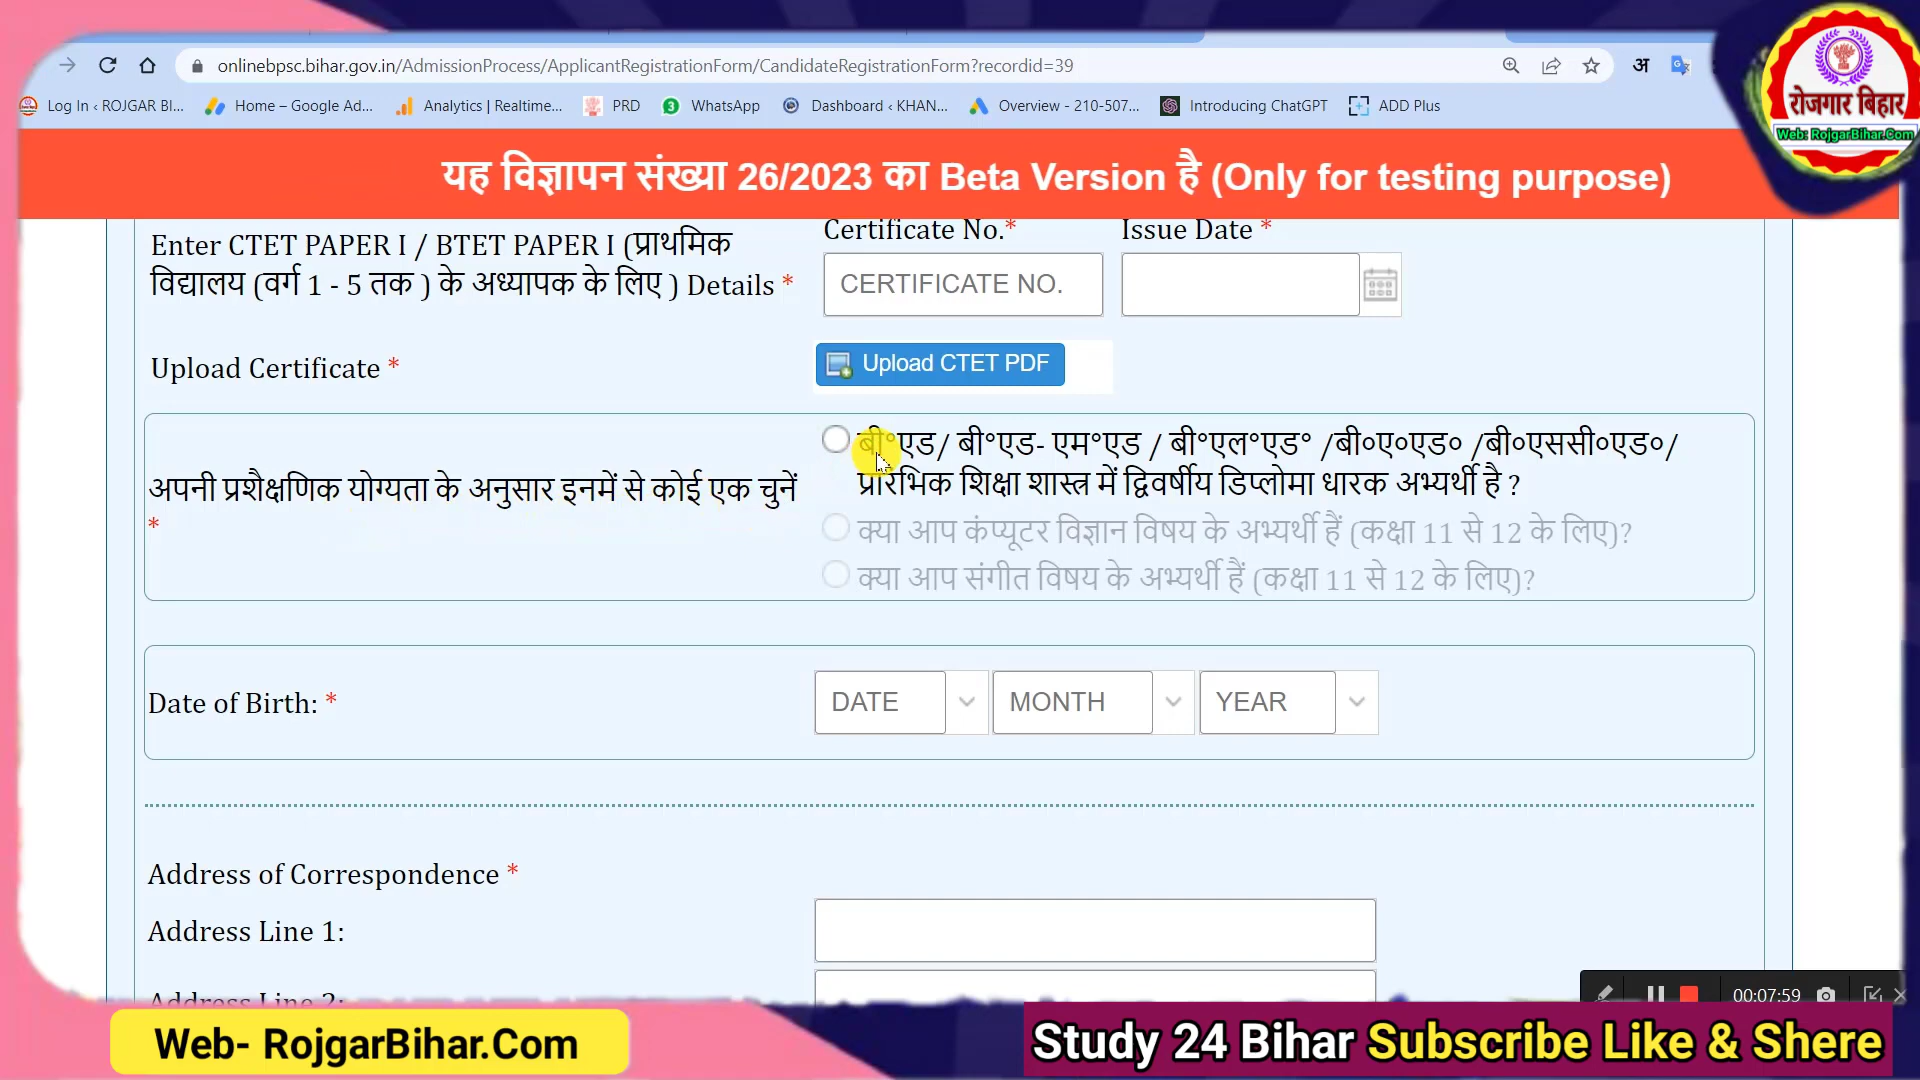 रोजगार बिहार
Web: RojgarBihar.Com
onlinebpsc.bihar.gov.in/AdmissionProcess/ApplicantRegistrationForm/CandidateRegistrationForm?recordid=39
अ
Log In ‹ ROJGAR BI... Home – Google Ad... Analytics | Realtime... PRD 3 WhatsApp Dashboard ‹ KHAN... Overview - 210-507... Introducing ChatGPT ADD Plus
यह विज्ञापन संख्या 26/2023 का Beta Version है (Only for testing purpose)
Certificate No.* Issue Date *
Enter CTET PAPER I / BTET PAPER I (प्राथमिक
विद्यालय (वर्ग 1 - 5 तक ) के अध्यापक के लिए ) Details *
CERTIFICATE NO.
Upload Certificate *
Upload CTET PDF
अपनी प्रशैक्षणिक योग्यता के अनुसार इनमें से कोई एक चुनें
*
बी°एड/ बी°एड- एम°एड / बी°एल°एड° /बी०ए०एड० /बी०एससी०एड०/
प्रारंभिक शिक्षा शास्त्र में द्विवर्षीय डिप्लोमा धारक अभ्यर्थी है ?
क्या आप कंप्यूटर विज्ञान विषय के अभ्यर्थी हैं (कक्षा 11 से 12 के लिए)?
क्या आप संगीत विषय के अभ्यर्थी हैं (कक्षा 11 से 12 के लिए)?
Date of Birth: *
DATE MONTH YEAR
Address of Correspondence *
Address Line 1:
Address Line 2:
00:07:59
Web- RojgarBihar.Com
Study 24 Bihar Subscribe Like & Shere